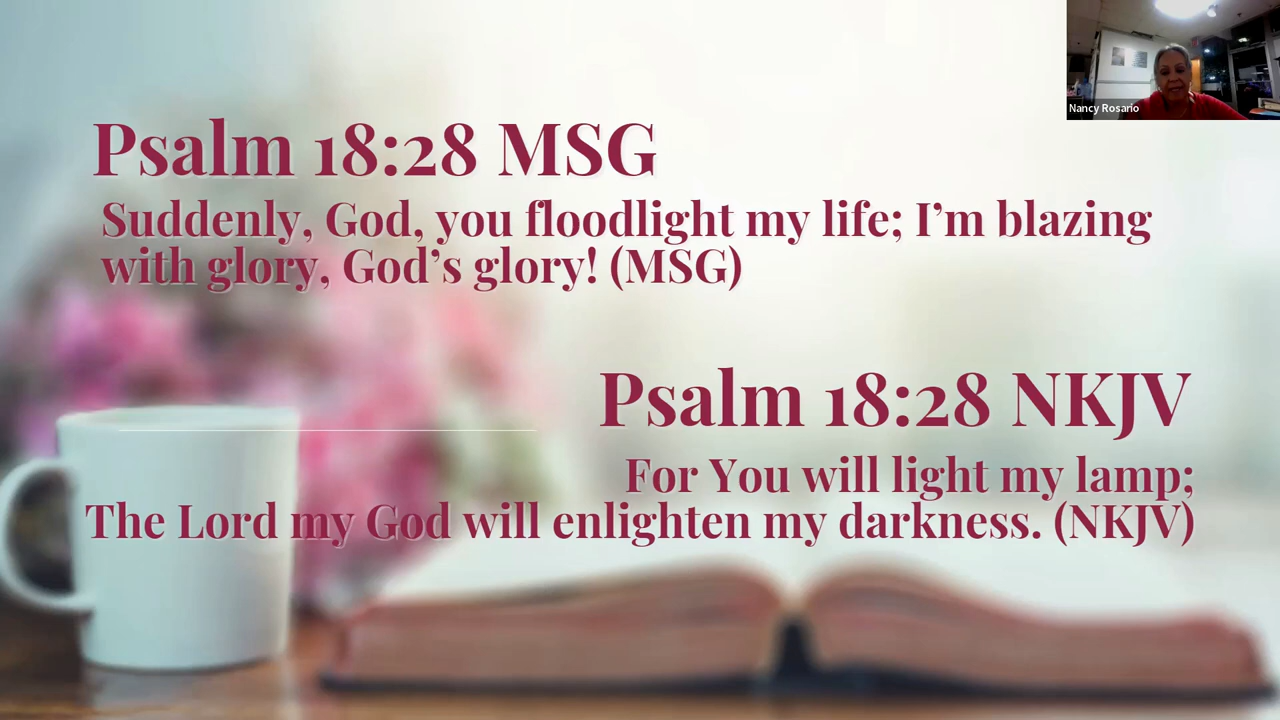 Nancy Rosario
Psalm 18:28 MSG
Suddenly, God, you floodlight my life; I’m blazing
with glory, God’s glory! (MSG)
Psalm 18:28 NKJV
For You will light my lamp;
The Lord my God will enlighten my darkness. (NKJV)